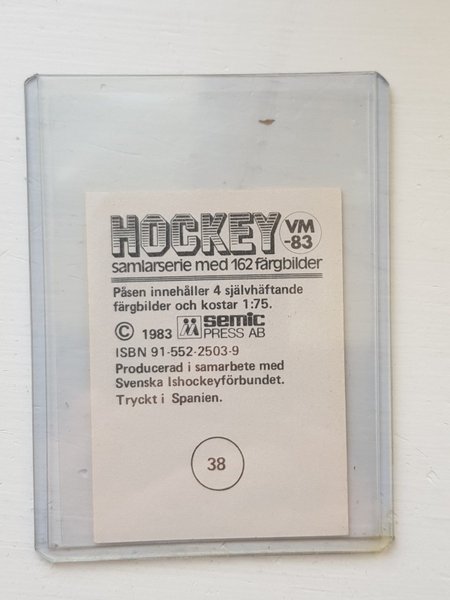 HOCKEY VM
-83
samlarserie med 162 färgbilder
Påsen innehåller 4 självhäftande
färgbilder och kostar 1:75.
© 1983 semic
PRESS AB
ISBN 91-552-2503-9
Producerad i samarbete med
Svenska Ishockeyförbundet.
Tryckt i Spanien.
38